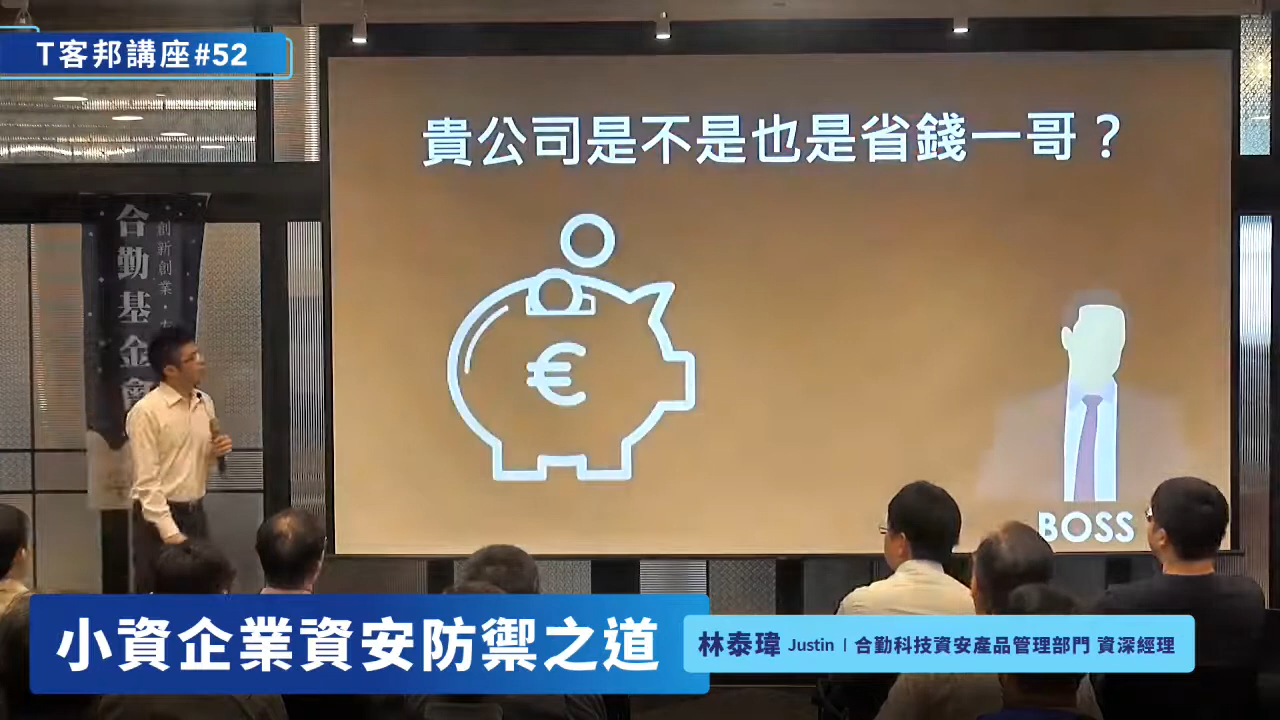 T客邦講座#52
貴公司是不是也是省錢一哥？
合勤基金會
創新創業・
€
BOSS
小資企業資安防禦之道
林泰瑋 Justin | 合勤科技資安產品管理部門 資深經理